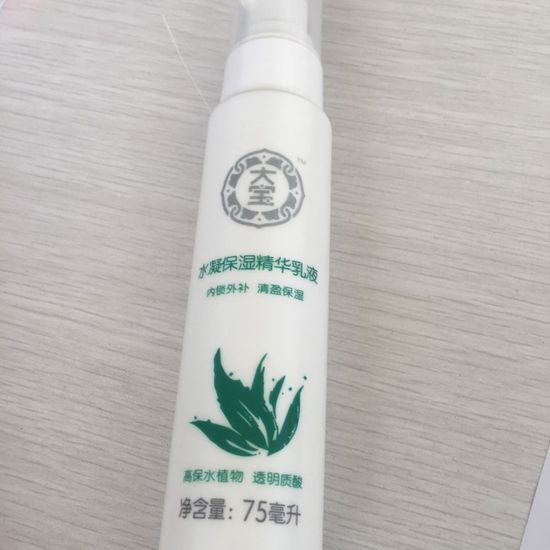 大宝
TM
水凝保湿精华乳液
内锁外补 清盈保湿
高保水植物 透明质酸
净含量：75毫升